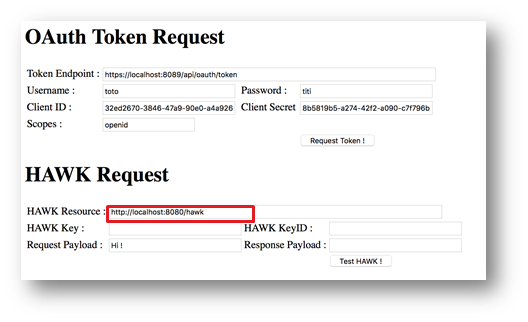 OAuth Token Request
Token Endpoint : https://localhost:8089/api/oauth/token
Username : toto Password : titi
Client ID : 32ed2670-3846-47a9-90e0-a4a926 Client Secret 8b5819b5-a274-42f2-a090-c7f796b
Scopes : openid
Request Token !
HAWK Request
HAWK Resource : http://localhost:8080/hawk
HAWK Key : HAWK KeyID :
Request Payload : Hi ! Response Payload :
Test HAWK !